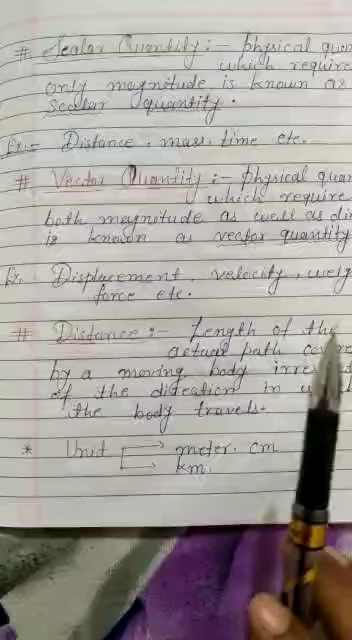 # Scalar Quantity :- physical quan
which require
only magnitude is known as
scalar quantity.
Ex:- Distance, mass, time etc.
# Vector Quantity :- physical quan
which require
both magnitude as well as di
is known as vector quantity
Ex. Displacement, velocity, weig
force etc.
# Distance :- Length of the
actual path cove
by a moving body irre
of the direction in
the body travels.
* Unit → meter. cm
→ km.